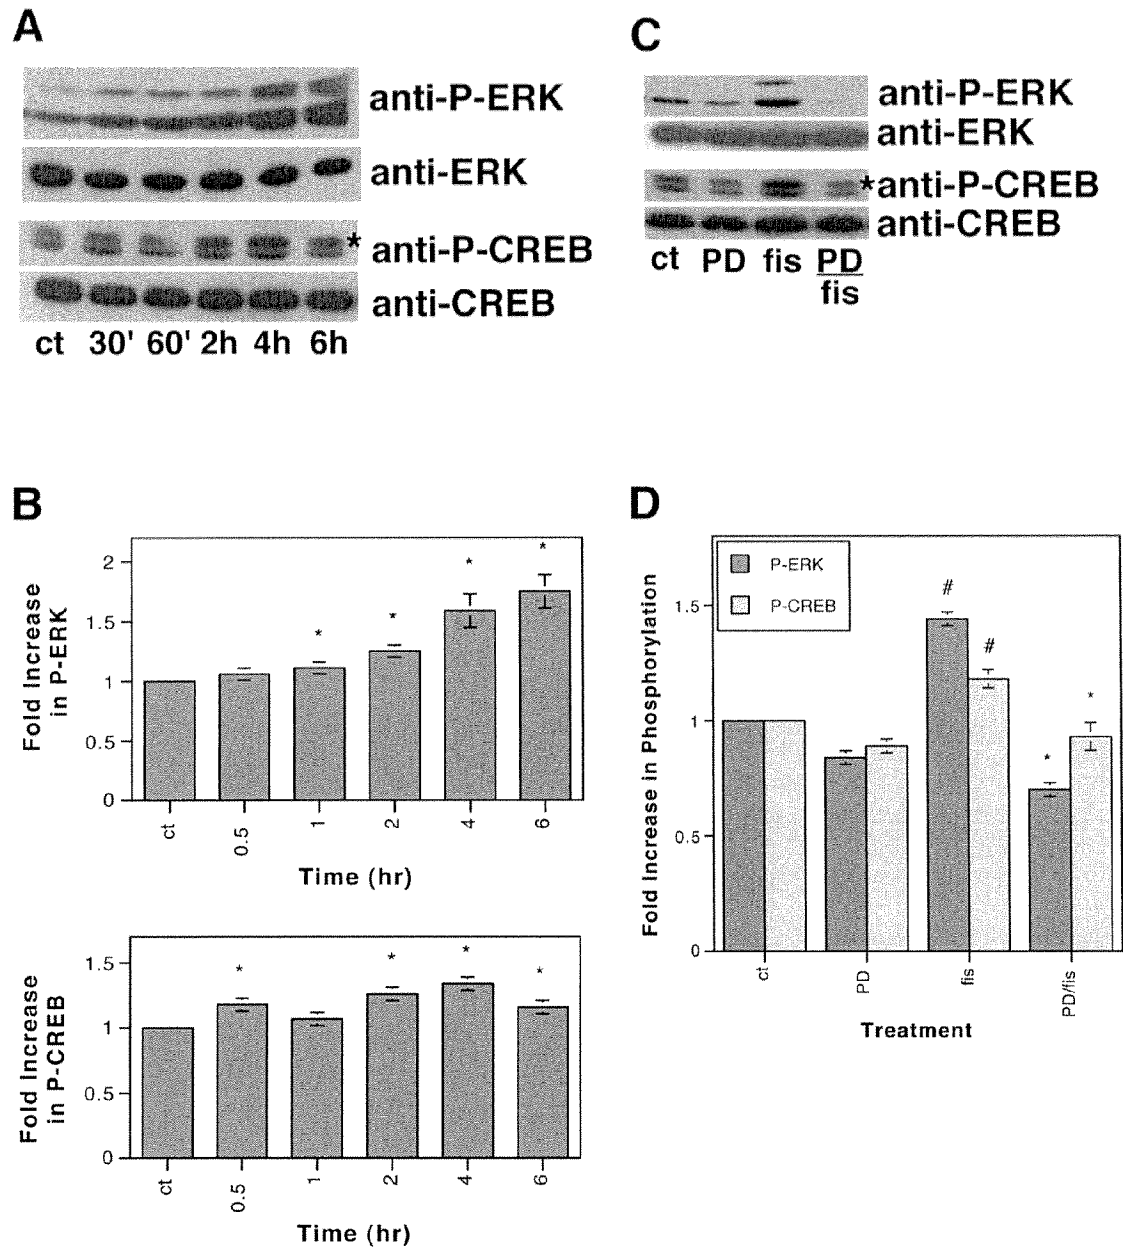 A
anti-P-ERK
anti-ERK
* anti-P-CREB
anti-CREB
ct 30' 60' 2h 4h 6h
C
anti-P-ERK
anti-ERK
*anti-P-CREB
anti-CREB
ct PD fis PD
fis
B
Fold Increase
in P-ERK
2
1.5
1
0.5
0
* * * *
ct 0.5 1 2 4 6
Time (hr)
Fold Increase
in P-CREB
1.5
1
0.5
0
* * * *
ct 0.5 1 2 4 6
Time (hr)
D
Fold Increase in Phosphorylation
P-ERK
P-CREB
1.5
1
0.5
0
# # * *
ct PD fis PD/fis
Treatment